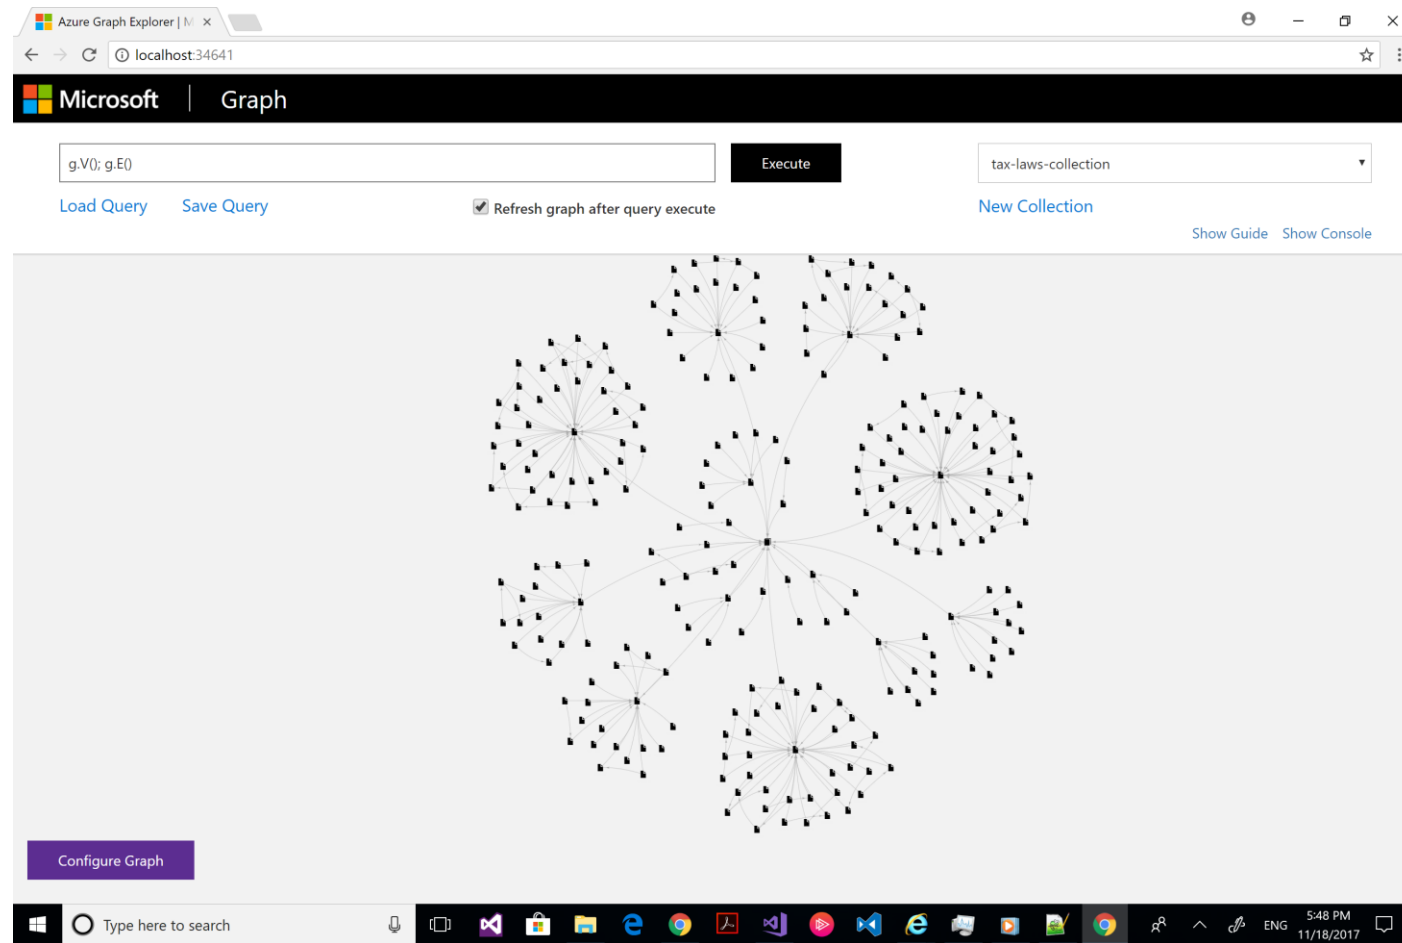 Azure Graph Explorer | M
localhost:34641
Microsoft | Graph
g.V(); g.E()
Execute
tax-laws-collection
Load Query
Save Query
Refresh graph after query execute
New Collection
Show Guide
Show Console
Configure Graph
Type here to search
ENG
5:48 PM
11/18/2017